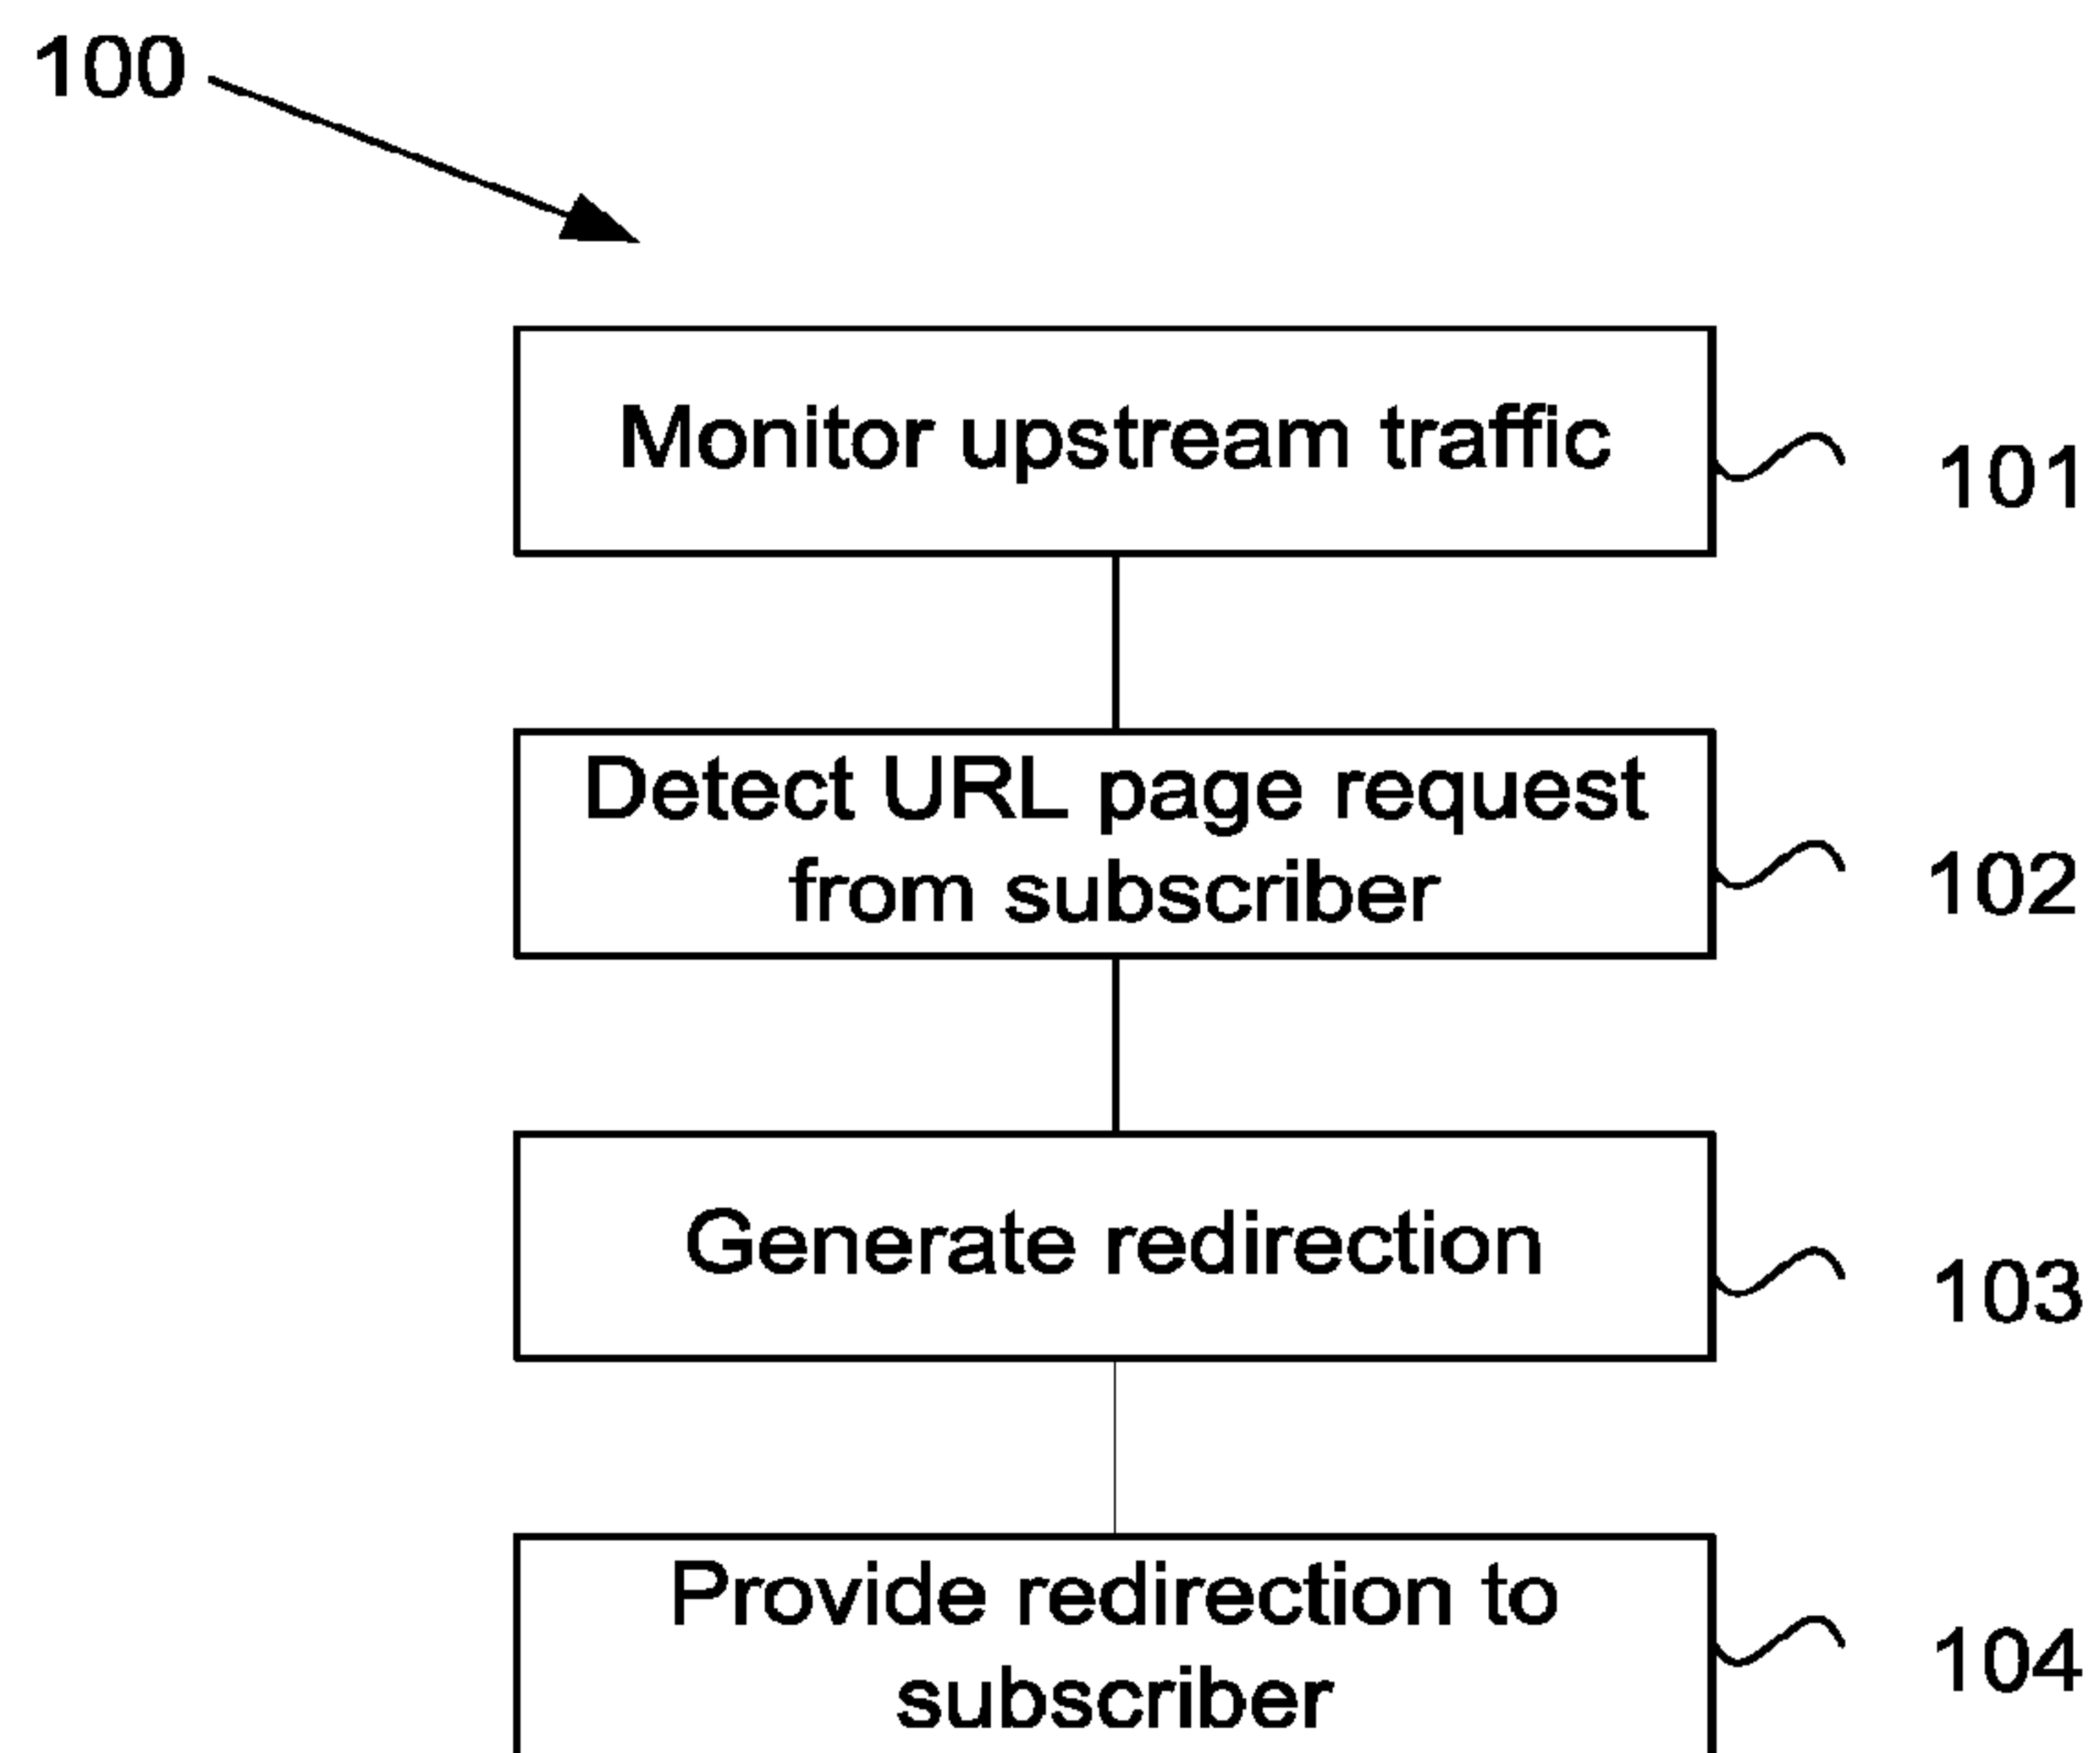 100
Monitor upstream traffic
101
Detect URL page request
from subscriber
102
Generate redirection
103
Provide redirection to
subscriber
104